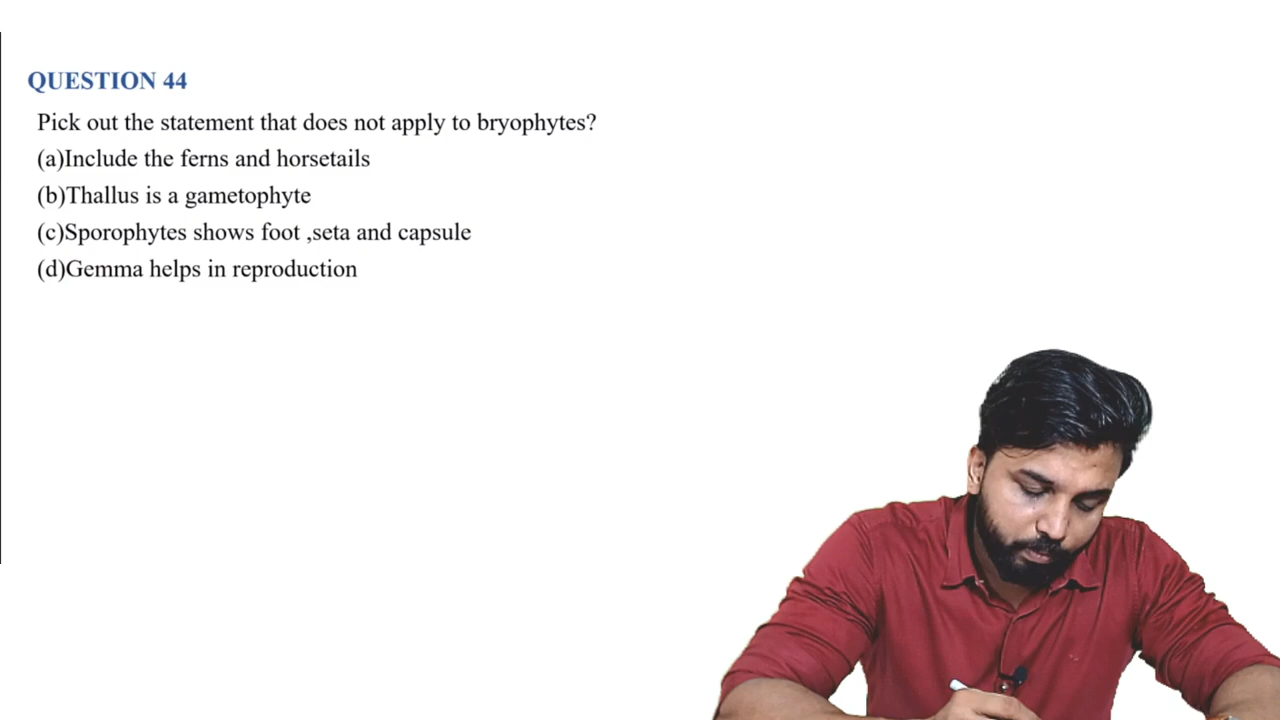 QUESTION 44
Pick out the statement that does not apply to bryophytes?
(a)Include the ferns and horsetails
(b)Thallus is a gametophyte
(c)Sporophytes shows foot ,seta and capsule
(d)Gemma helps in reproduction